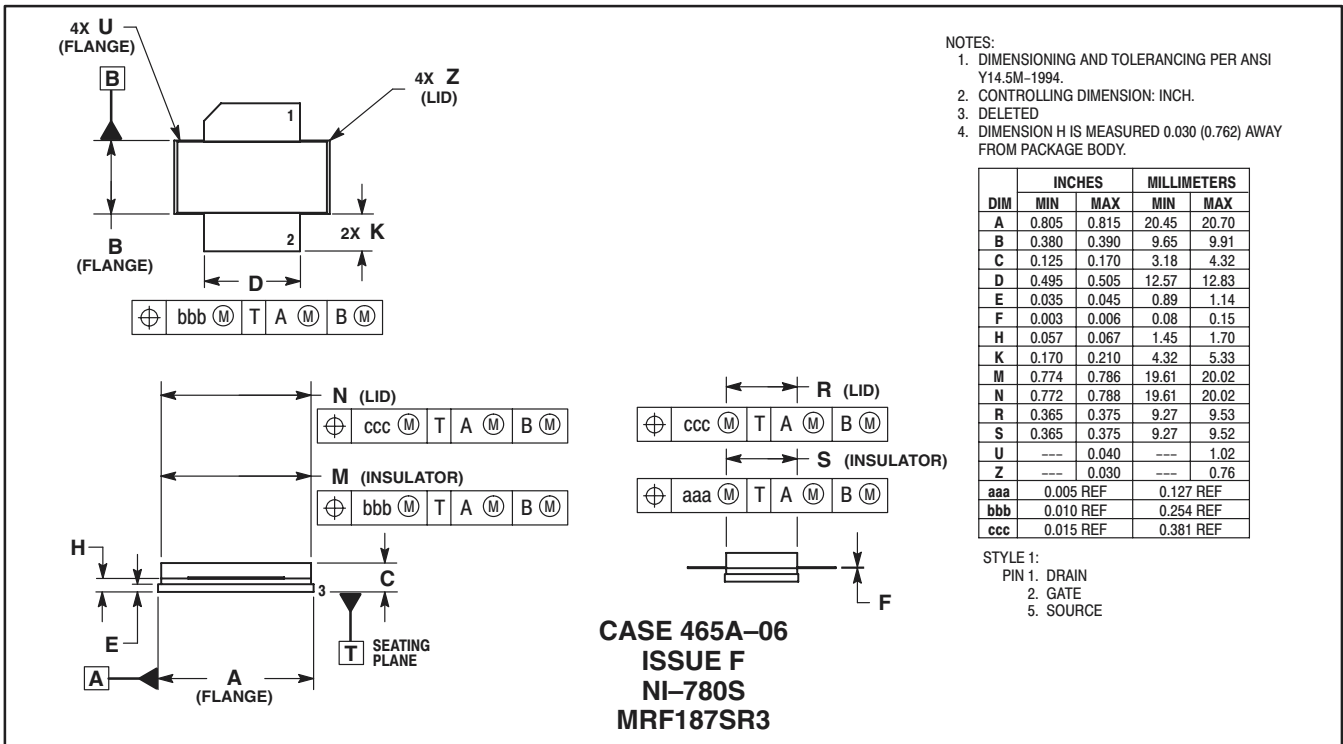 4X U
(FLANGE)
B
4X Z
(LID)
1
B
(FLANGE)
2X K
2
D
⌖ bbb Ⓜ T A Ⓜ B Ⓜ
N (LID)
⌖ ccc Ⓜ T A Ⓜ B Ⓜ
M (INSULATOR)
⌖ bbb Ⓜ T A Ⓜ B Ⓜ
R (LID)
⌖ ccc Ⓜ T A Ⓜ B Ⓜ
S (INSULATOR)
⌖ aaa Ⓜ T A Ⓜ B Ⓜ
H
C
3
E
T SEATING
PLANE
A
A
(FLANGE)
F
CASE 465A–06
ISSUE F
NI–780S
MRF187SR3
NOTES:
1. DIMENSIONING AND TOLERANCING PER ANSI
Y14.5M–1994.
2. CONTROLLING DIMENSION: INCH.
3. DELETED
4. DIMENSION H IS MEASURED 0.030 (0.762) AWAY
FROM PACKAGE BODY.
INCHES MILLIMETERS
DIM MIN MAX MIN MAX
A 0.805 0.815 20.45 20.70
B 0.380 0.390 9.65 9.91
C 0.125 0.170 3.18 4.32
D 0.495 0.505 12.57 12.83
E 0.035 0.045 0.89 1.14
F 0.003 0.006 0.08 0.15
H 0.057 0.067 1.45 1.70
K 0.170 0.210 4.32 5.33
M 0.774 0.786 19.61 20.02
N 0.772 0.788 19.61 20.02
R 0.365 0.375 9.27 9.53
S 0.365 0.375 9.27 9.52
U ––– 0.040 ––– 1.02
Z ––– 0.030 ––– 0.76
aaa 0.005 REF 0.127 REF
bbb 0.010 REF 0.254 REF
ccc 0.015 REF 0.381 REF
STYLE 1:
PIN 1. DRAIN
2. GATE
5. SOURCE